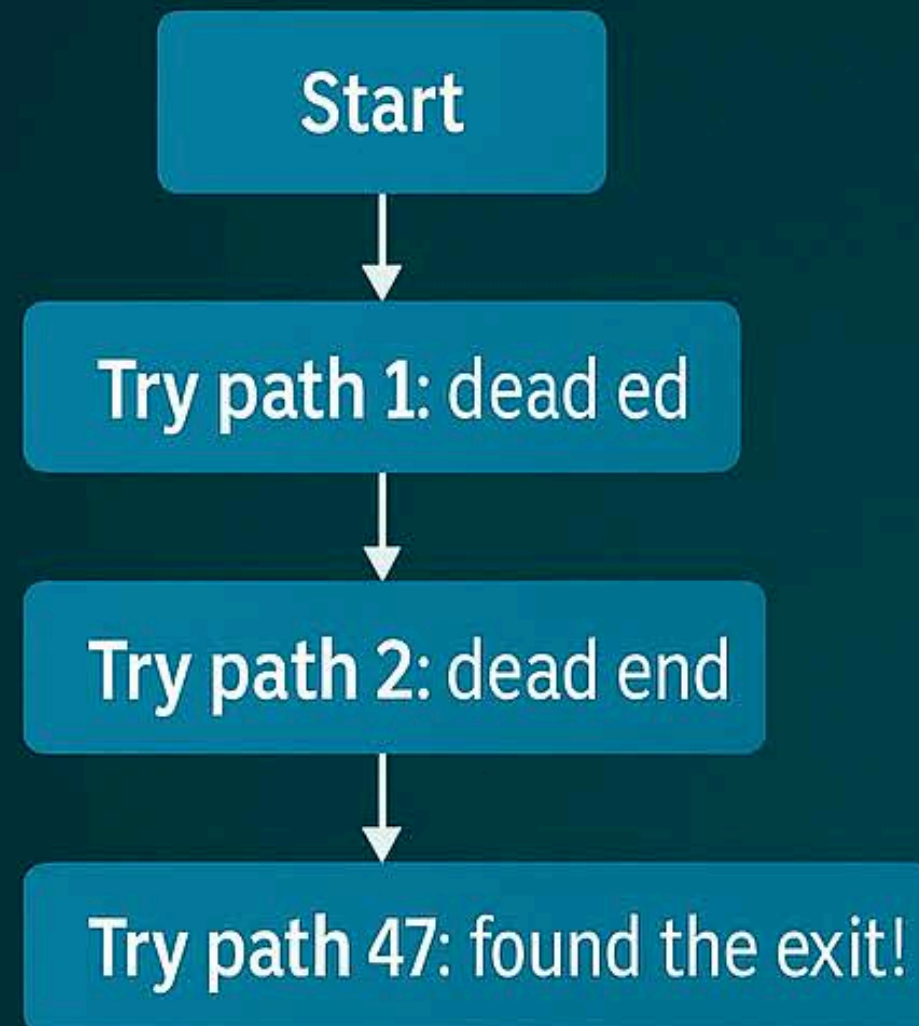 Start
Try path 1: dead ed
Try path 2: dead end
Try path 47: found the exit!